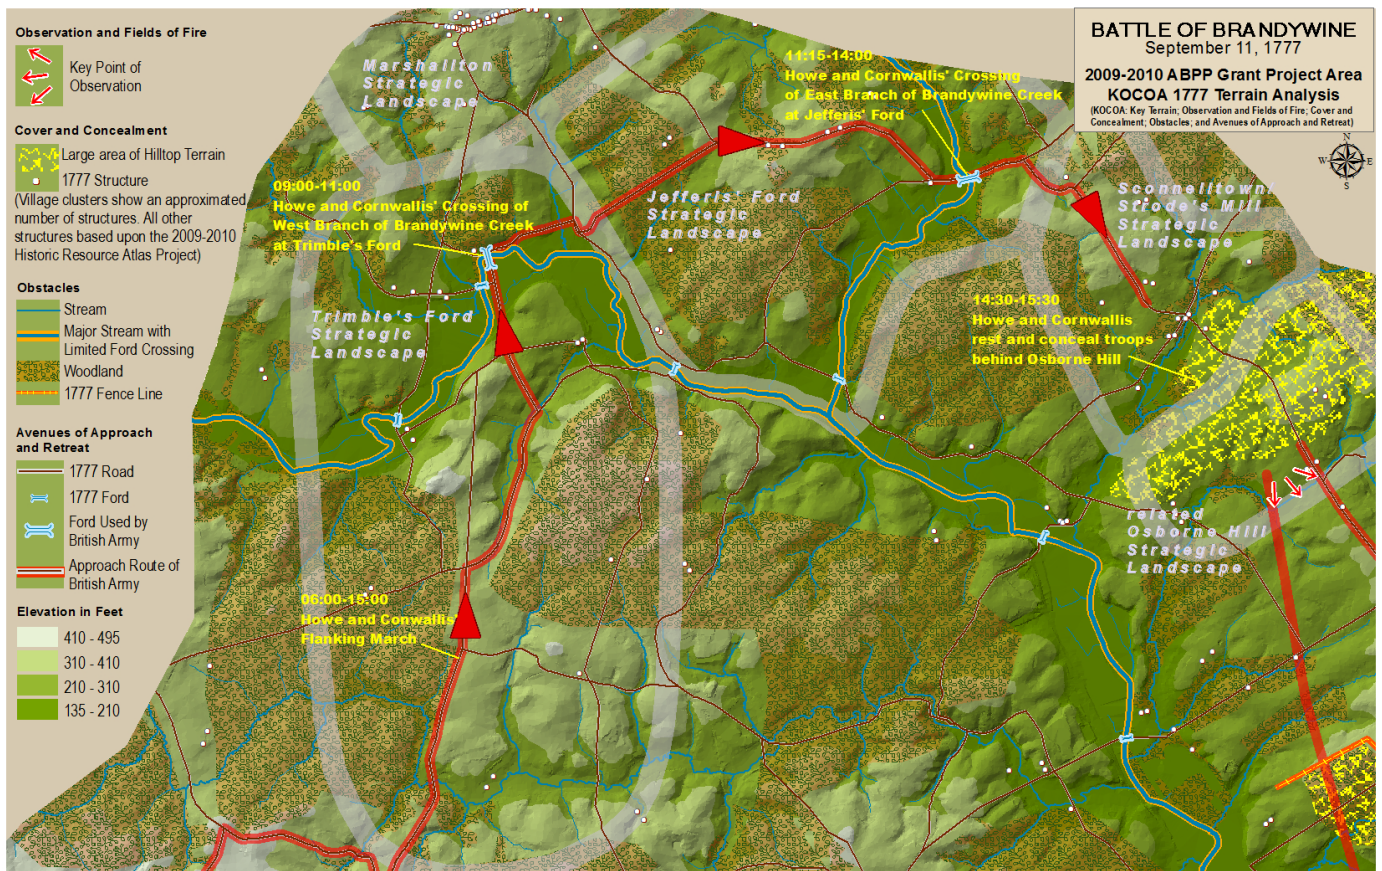 BATTLE OF BRANDYWINE
September 11, 1777
2009-2010 ABPP Grant Project Area
KOCOA 1777 Terrain Analysis
(KOCOA: Key Terrain; Observation and Fields of Fire; Cover and
Concealment; Obstacles; and Avenues of Approach and Retreat)
N
W
E
S
Observation and Fields of Fire
Key Point of
Observation
Cover and Concealment
Large area of Hilltop Terrain
1777 Structure
(Village clusters show an approximated
number of structures. All other
structures based upon the 2009-2010
Historic Resource Atlas Project)
Obstacles
Stream
Major Stream with
Limited Ford Crossing
Woodland
1777 Fence Line
Avenues of Approach
and Retreat
1777 Road
1777 Ford
Ford Used by
British Army
Approach Route of
British Army
Elevation in Feet
410 - 495
310 - 410
210 - 310
135 - 210
Marshallton
Strategic
Landscape
11:15-14:00
Howe and Cornwallis' Crossing
of East Branch of Brandywine Creek
at Jefferis' Ford
09:00-11:00
Howe and Cornwallis' Crossing of
West Branch of Brandywine Creek
at Trimble's Ford
Jefferis' Ford
Strategic
Landscape
Sconnelltown/
Strode's Mill
Strategic
Landscape
Trimble's Ford
Strategic
Landscape
14:30-15:30
Howe and Cornwallis
rest and conceal troops
behind Osborne Hill
related
Osborne Hill
Strategic
Landscape
06:00-15:00
Howe and Conwallis'
Flanking March